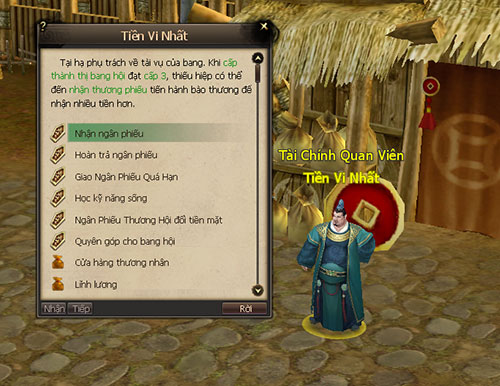 Tiền Vi Nhất
Tại hạ phụ trách về tài vụ của bang. Khi cấp
thành thị bang hội đạt cấp 3, thiếu hiệp có thể
đến nhận thương phiếu tiến hành bào thương để
nhận nhiều tiền hơn.
Nhận ngân phiếu
Hoàn trả ngân phiếu
Giao Ngân Phiếu Quá Hạn
Học kỹ năng sống
Ngân Phiếu Thương Hội đổi tiền mặt
Quyên góp cho bang hội
Cửa hàng thương nhân
Lĩnh lương
Nhận Tiếp Rời
Tài Chính Quan Viên
Tiền Vi Nhất